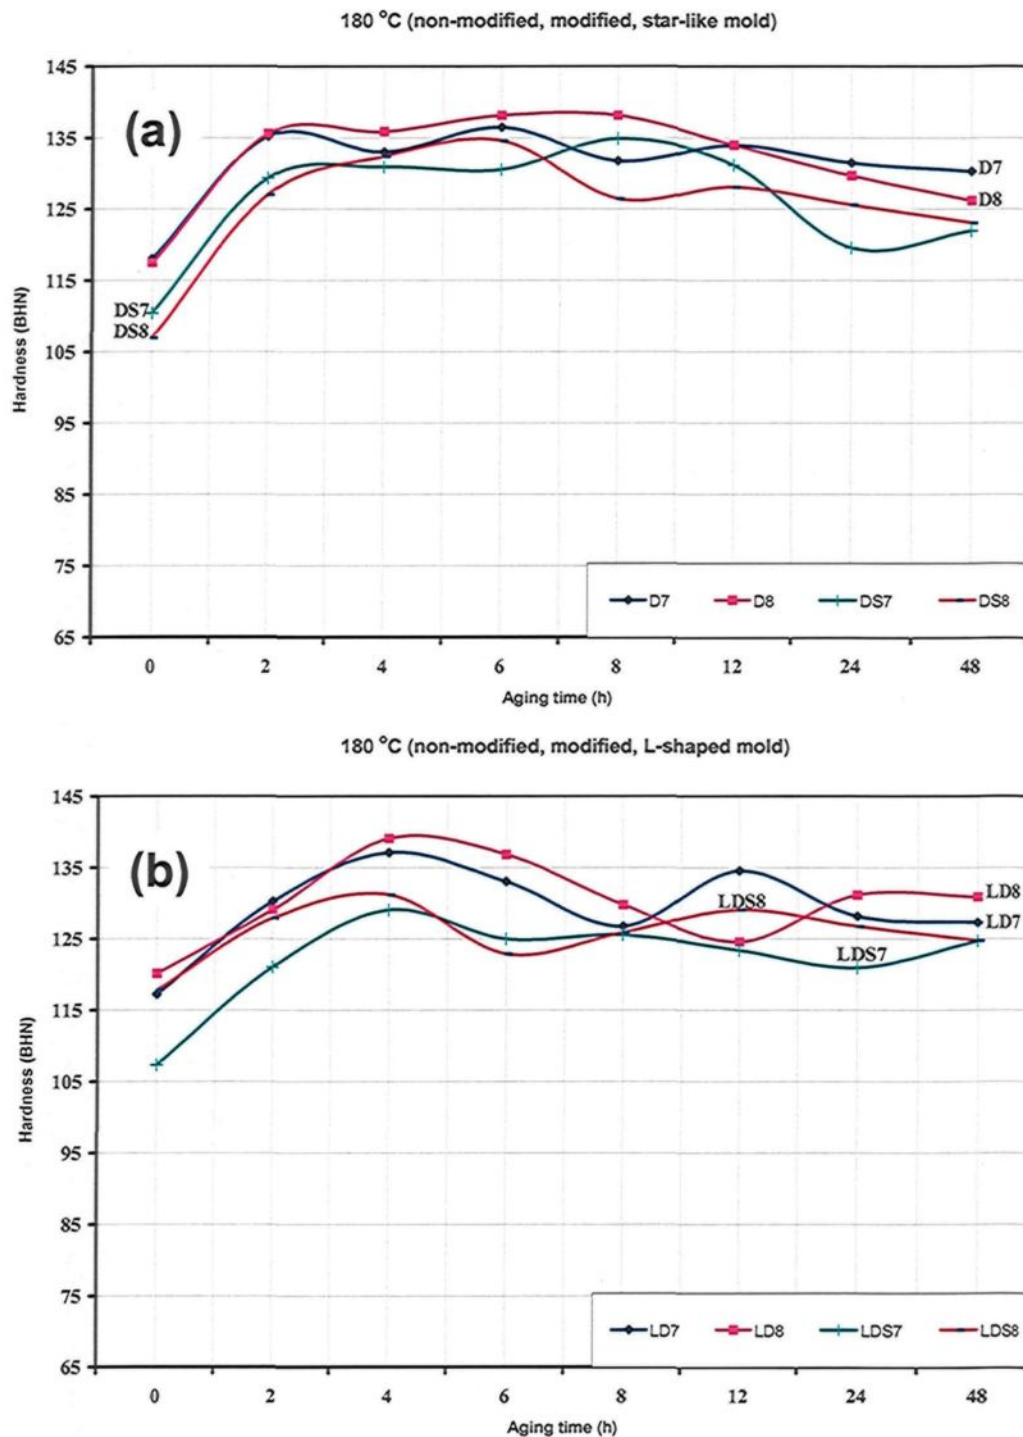 180 °C (non-modified, modified, star-like mold)
145
(a)
135
D7
125
D8
115
DS7
DS8
105
Hardness (BHN)
95
85
75
D7 D8 DS7 DS8
65
0 2 4 6 8 12 24 48
Aging time (h)
180 °C (non-modified, modified, L-shaped mold)
145
(b)
135
LDS8
LD8
LD7
125
LDS7
115
105
Hardness (BHN)
95
85
75
LD7 LD8 LDS7 LDS8
65
0 2 4 6 8 12 24 48
Aging time (h)